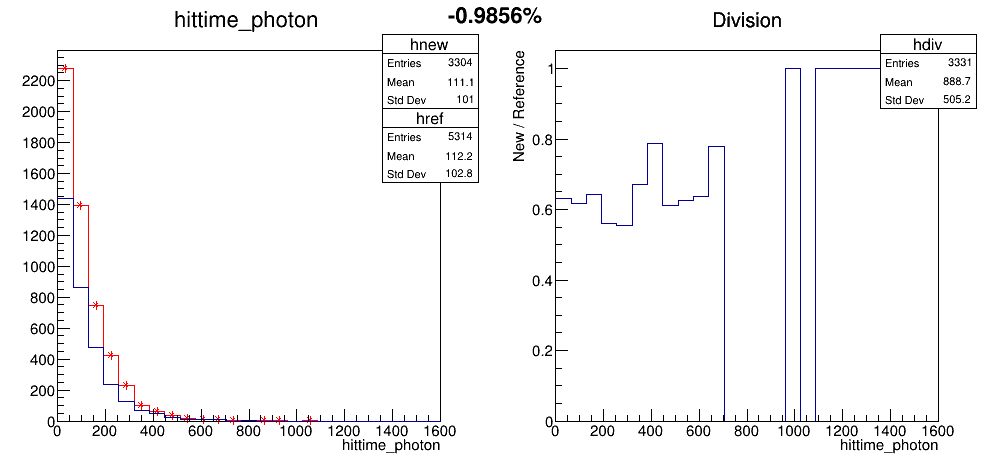 hittime_photon
-0.9856%
Division
hnew
Entries 3304
Mean 111.1
Std Dev 101
href
Entries 5314
Mean 112.2
Std Dev 102.8
2200
2000
1800
1600
1400
1200
1000
800
600
400
200
0
0 200 400 600 800 1000 1200 1400 1600
hittime_photon
hdiv
Entries 3331
Mean 888.7
Std Dev 505.2
New / Reference
1
0.8
0.6
0.4
0.2
0
0 200 400 600 800 1000 1200 1400 1600
hittime_photon